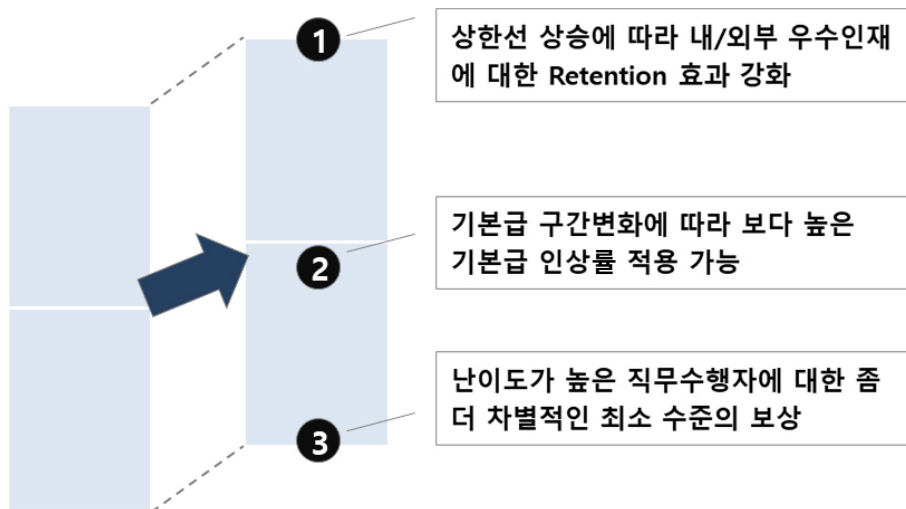 1
상한선 상승에 따라 내/외부 우수인재
에 대한 Retention 효과 강화
2
기본급 구간변화에 따라 보다 높은
기본급 인상률 적용 가능
3
난이도가 높은 직무수행자에 대한 좀
더 차별적인 최소 수준의 보상